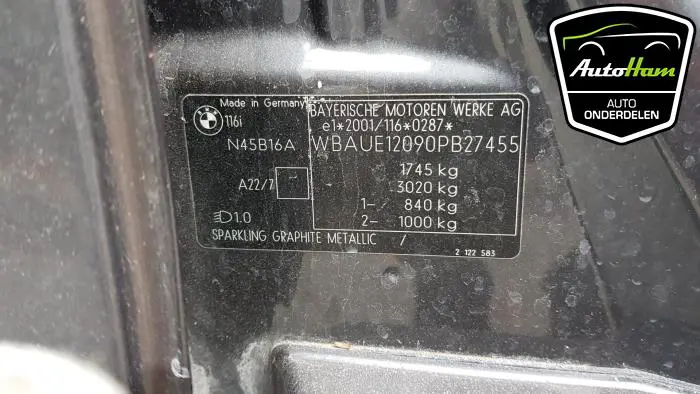 Made in Germany
116i
N45B16A
A22/7
1.0
SPARKLING GRAPHITE METALLIC /
BAYERISCHE MOTOREN WERKE AG
e1*2001/116*0287*
WBAUE12090PB27455
1745 kg
3020 kg
1- 840 kg
2- 1000 kg
2 122 583
AutoHam
AUTO
ONDERDELEN